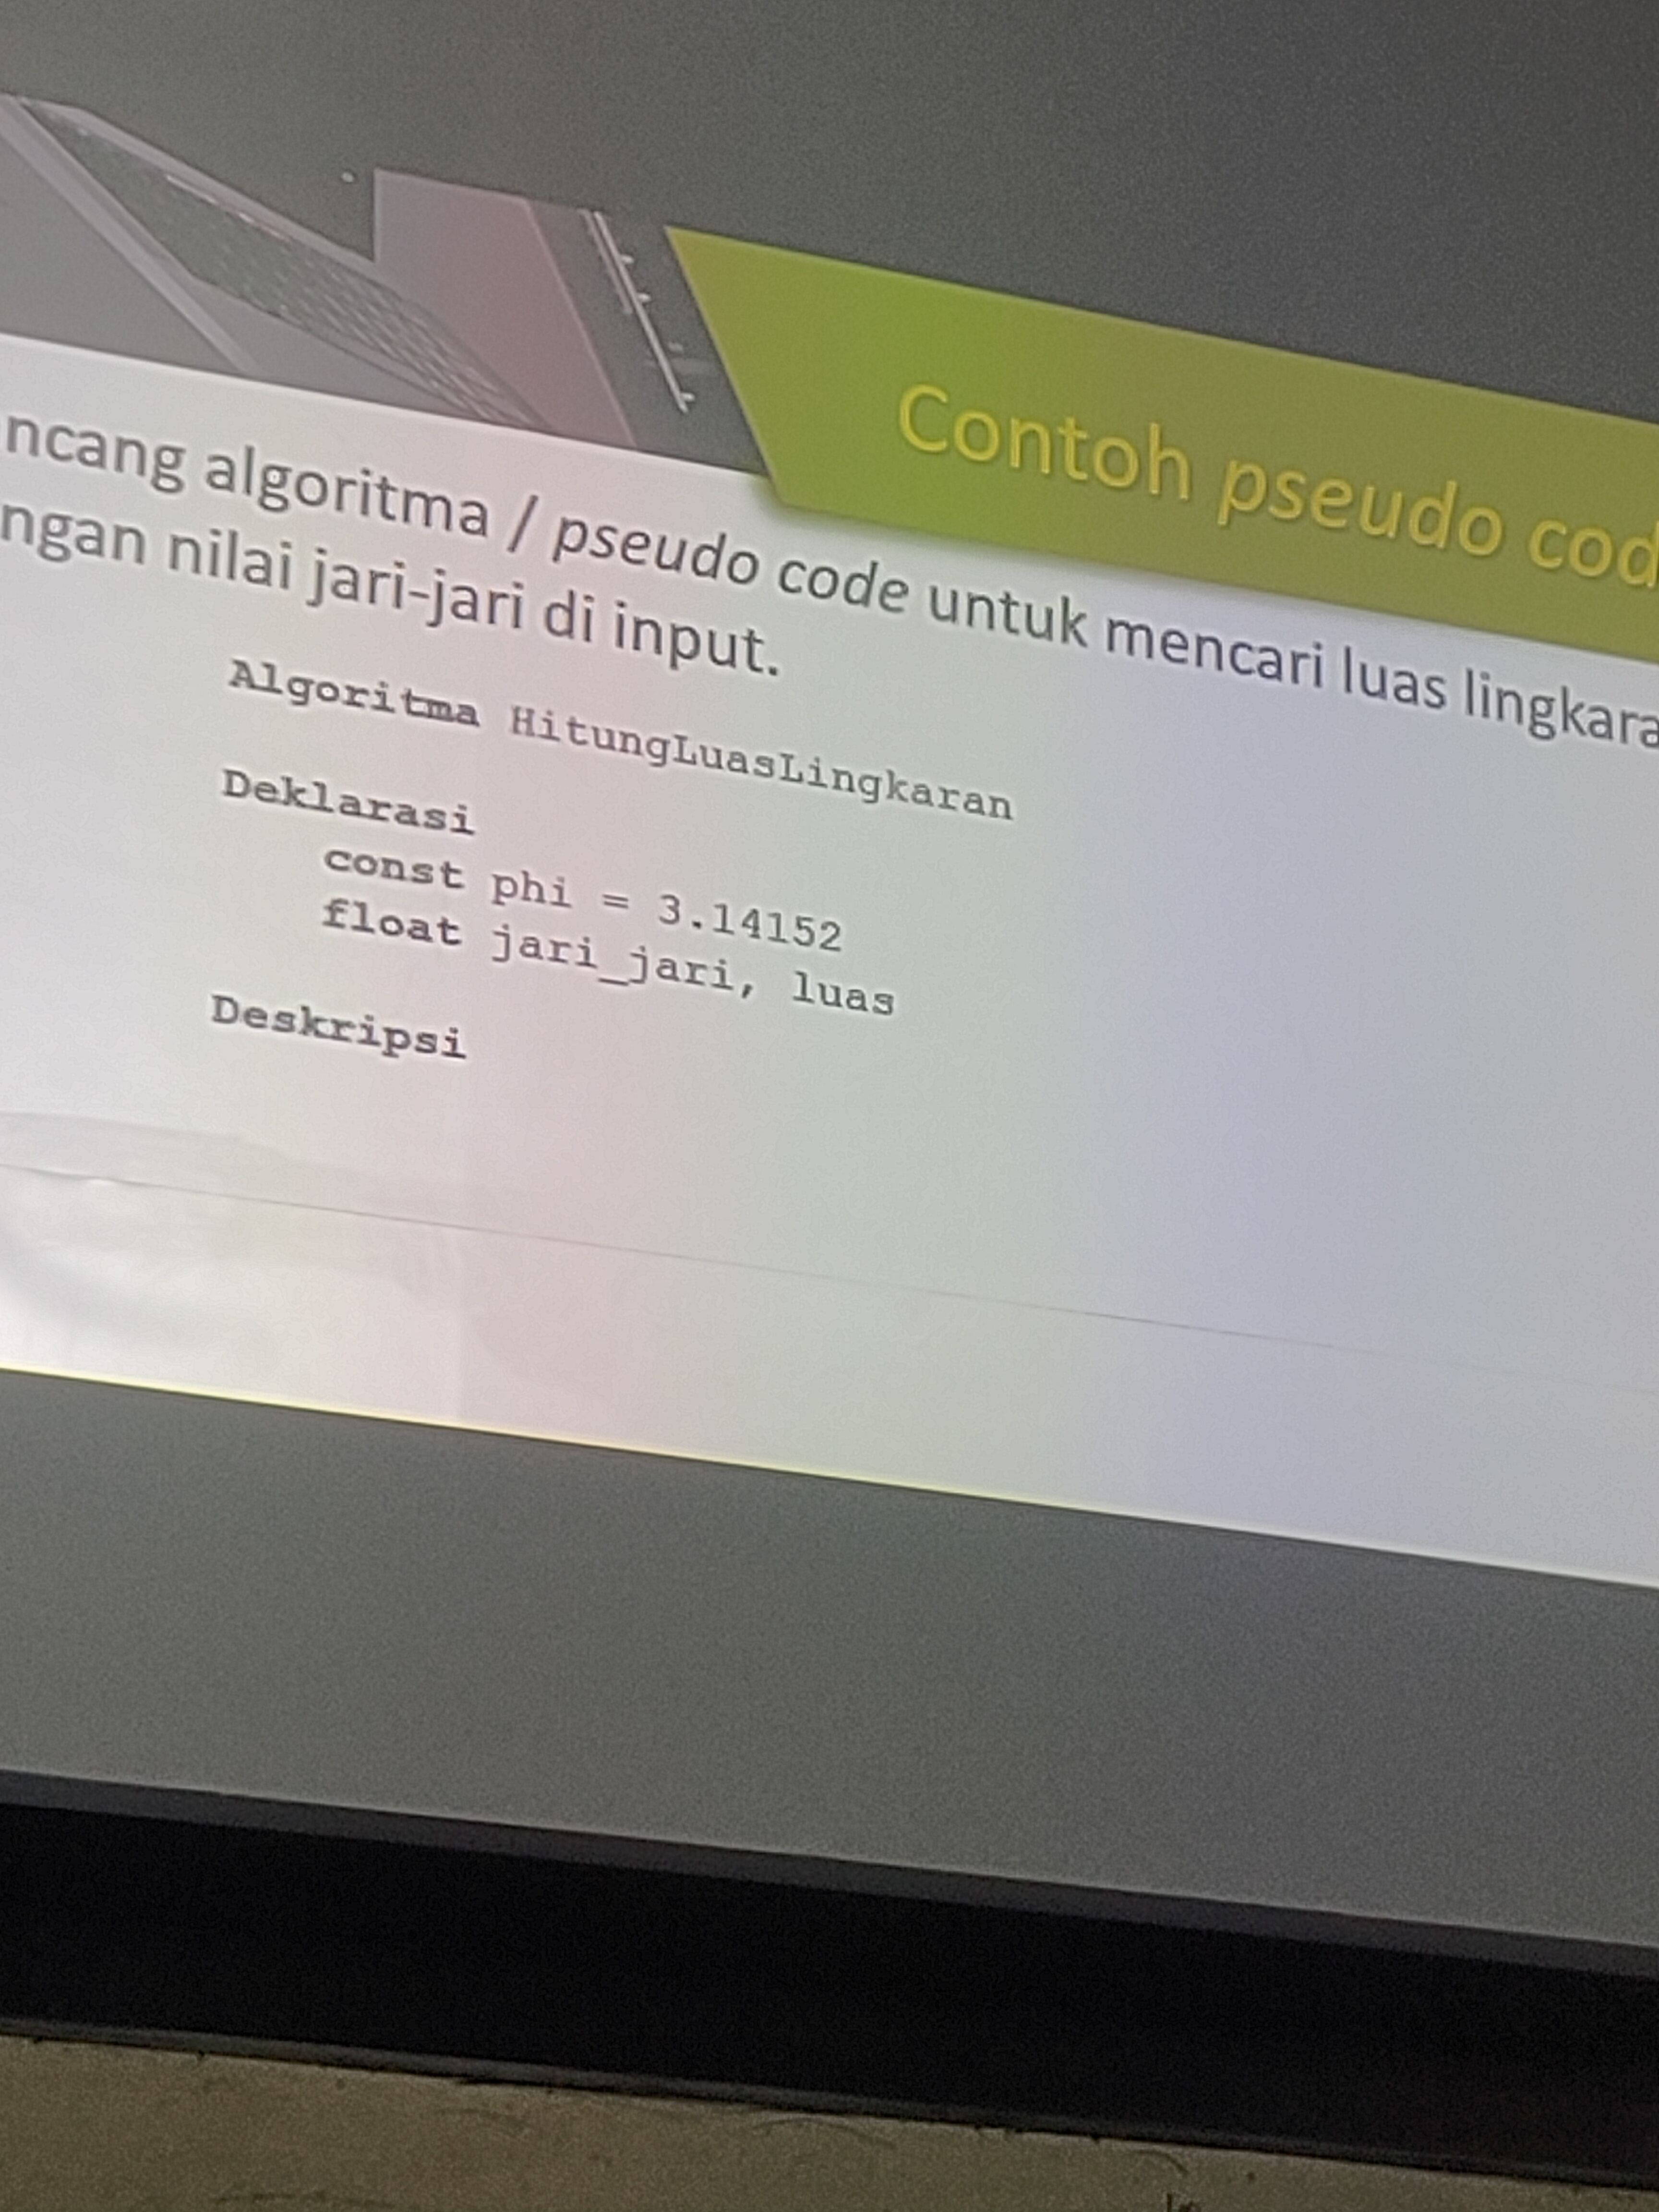 Contoh pseudo cod
ncang algoritma / pseudo code untuk mencari luas lingkara
ngan nilai jari-jari di input.
Algoritma HitungLuasLingkaran
Deklarasi
const phi = 3.14152
float jari_jari, luas
Deskripsi